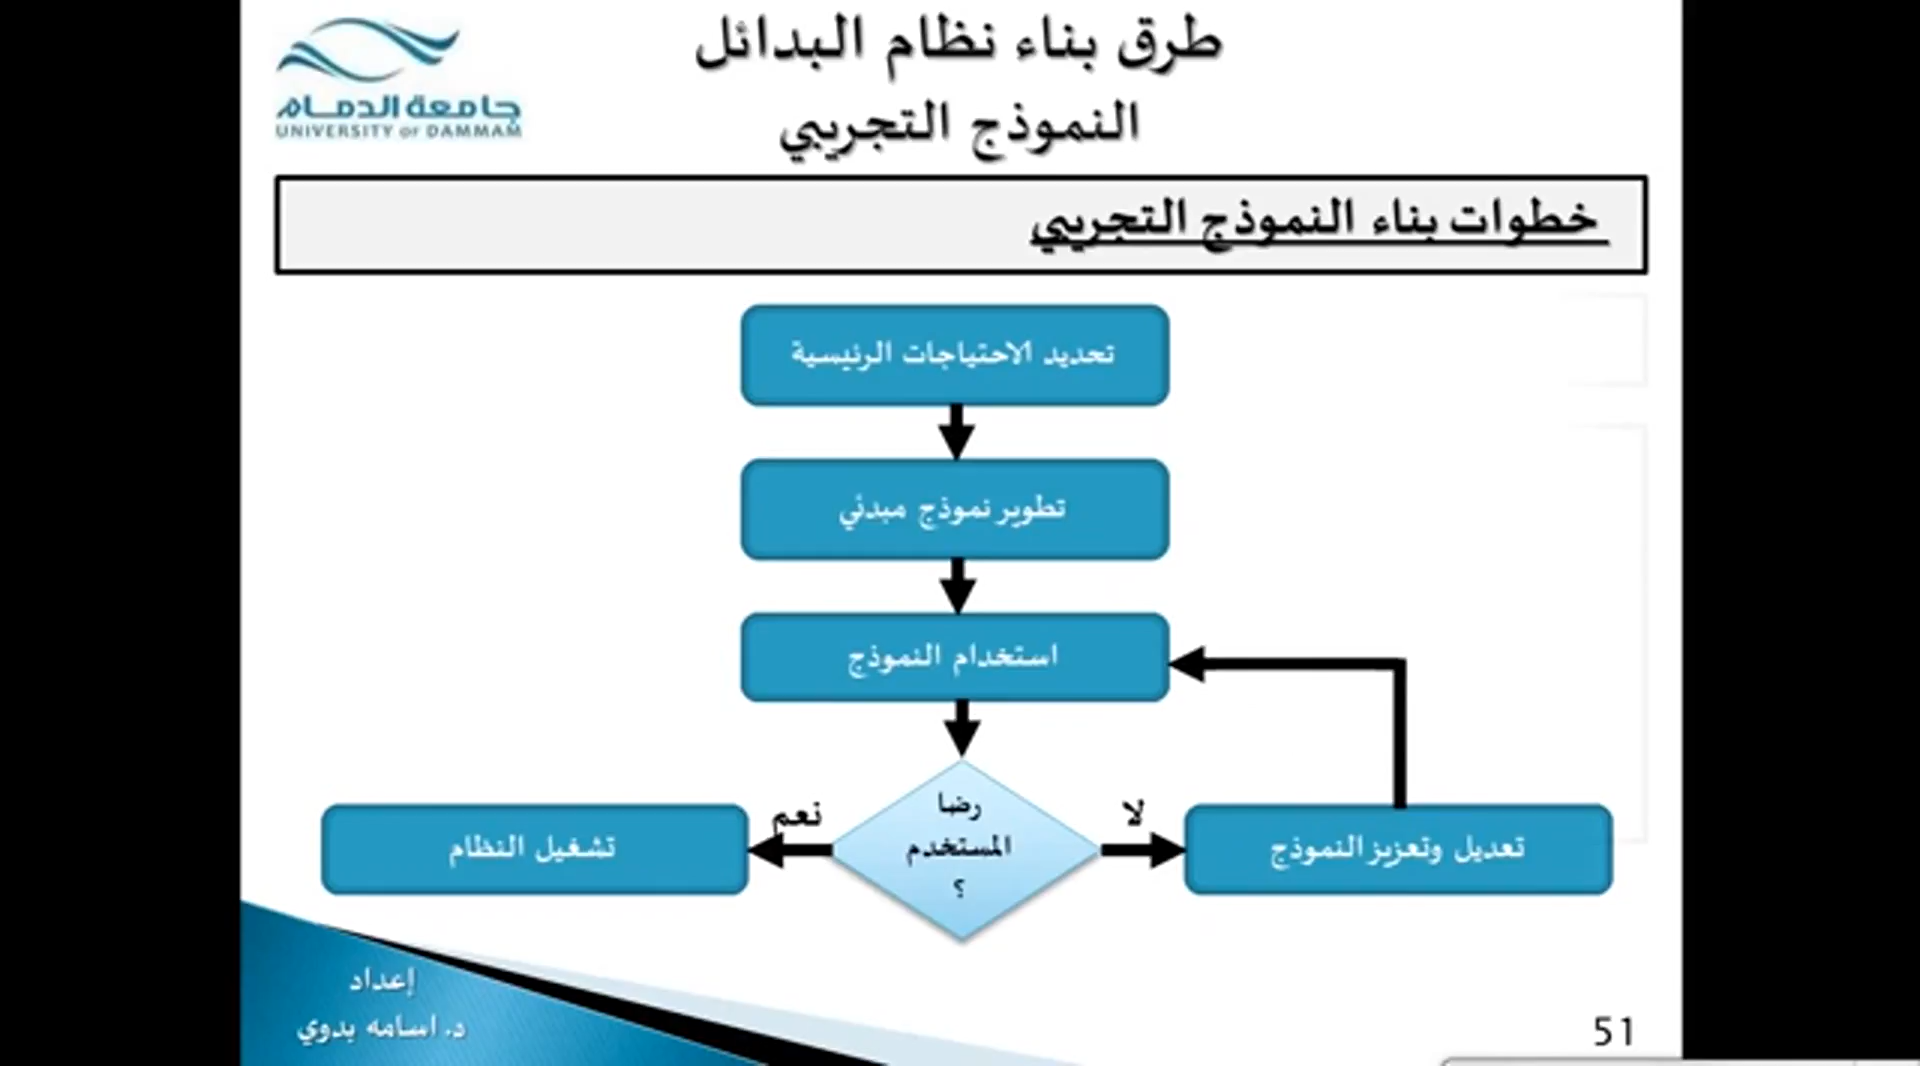 طرق بناء نظام البدائل
النموذج التجريبي
جامعة الدمام
UNIVERSITY of DAMMAM
خطوات بناء النموذج التجريبي
تحديد الاحتياجات الرئيسية
تطوير نموذج مبدئي
استخدام النموذج
رضا
المستخدم
؟
لا
تعديل وتعزيز النموذج
نعم
تشغيل النظام
إعداد
د. اسامه بدوي
51